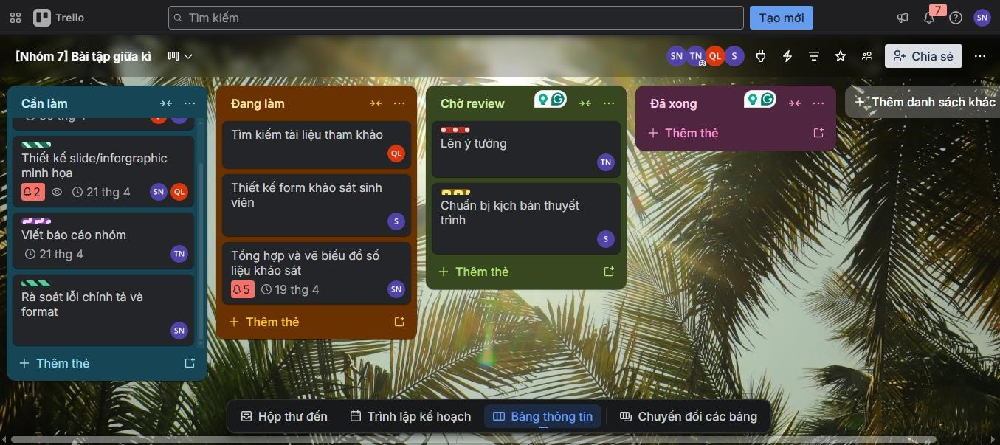 Trello
Tìm kiếm
Tạo mới
7
SN
[Nhóm 7] Bài tập giữa kì
SN TN QL S
Chia sẻ
Cần làm
Thiết kế slide/inforgraphic
minh họa
2 21 thg 4 SN QL
Viết báo cáo nhóm
21 thg 4 TN
Rà soát lỗi chính tả và
format
SN
Thêm thẻ
Đang làm
Tìm kiếm tài liệu tham khảo
QL
Thiết kế form khảo sát sinh
viên
S
Tổng hợp và vẽ biểu đồ số
liệu khảo sát
5 19 thg 4 SN
Thêm thẻ
Chờ review
Lên ý tưởng
TN
Chuẩn bị kịch bản thuyết
trình
S
Thêm thẻ
Đã xong
Thêm thẻ
Thêm danh sách khác
Hộp thư đến
Trình lập kế hoạch
Bảng thông tin
Chuyển đổi các bảng